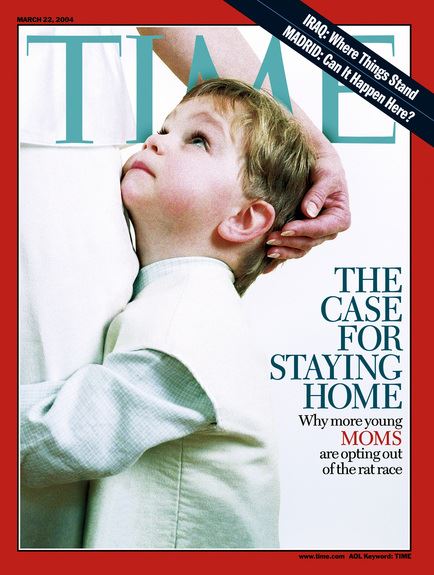 MARCH 22, 2004
IRAQ: Where Things Stand
MADRID: Can It Happen Here?
TIME
THE
CASE
FOR
STAYING
HOME
Why more young
MOMS
are opting out
of the rat race
www.time.com AOL Keyword: TIME